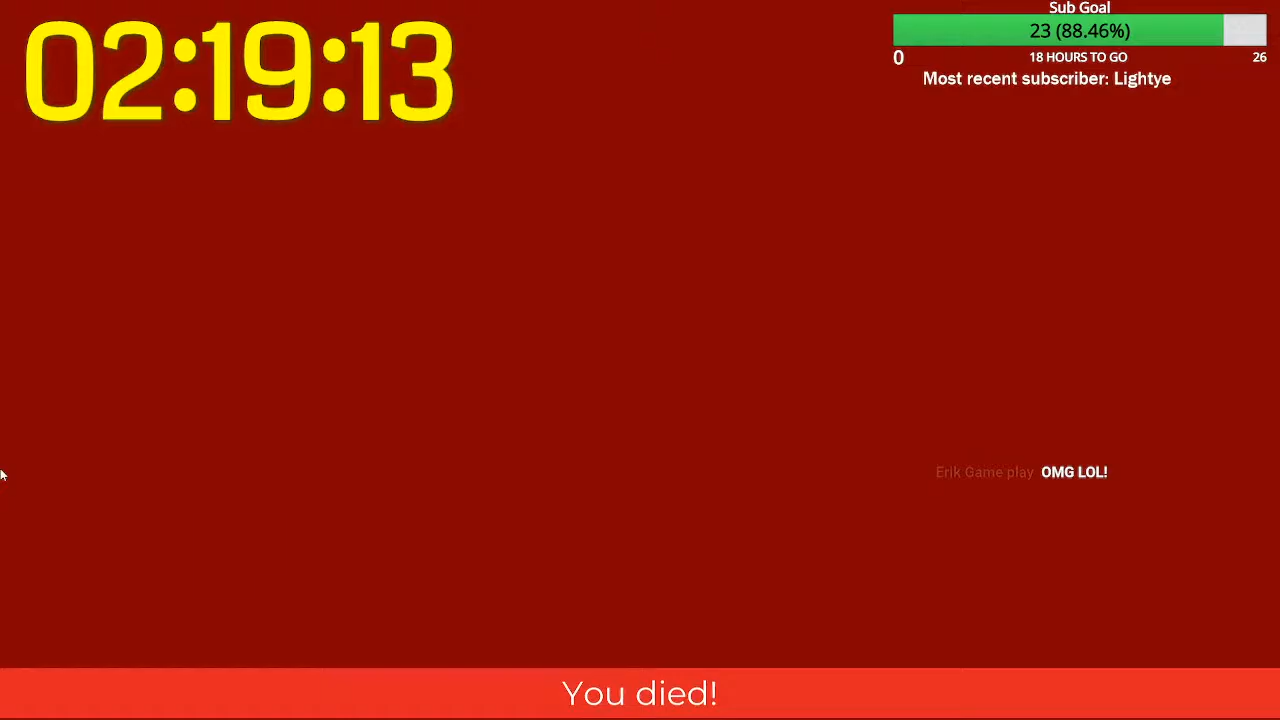 02:19:13
Sub Goal
23 (88.46%)
0 18 HOURS TO GO 26
Most recent subscriber: Lightye
Erik Game play OMG LOL!
You died!